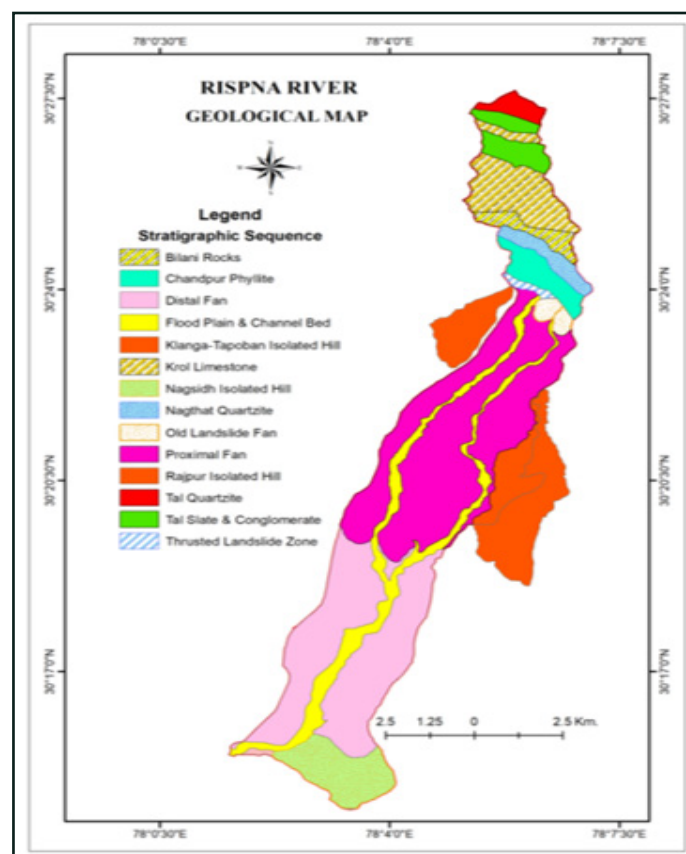 78°0'30"E 78°4'0"E 78°7'30"E
30°27'30"N 30°27'30"N
RISPNA RIVER
GEOLOGICAL MAP
N
Legend
Stratigraphic Sequence
Bilani Rocks
30°24'0"N 30°24'0"N
Chandpur Phyllite
Distal Fan
Flood Plain & Channel Bed
Klanga-Tapoban Isolated Hill
Krol Limestone
Nagsidh Isolated Hill
Nagthat Quartzite
Old Landslide Fan
Proximal Fan
Rajpur Isolated Hill
30°20'30"N 30°20'30"N
Tal Quartzite
Tal Slate & Conglomerate
Thrusted Landslide Zone
30°17'0"N 30°17'0"N
2.5 1.25 0 2.5 Km.
78°0'30"E 78°4'0"E 78°7'30"E